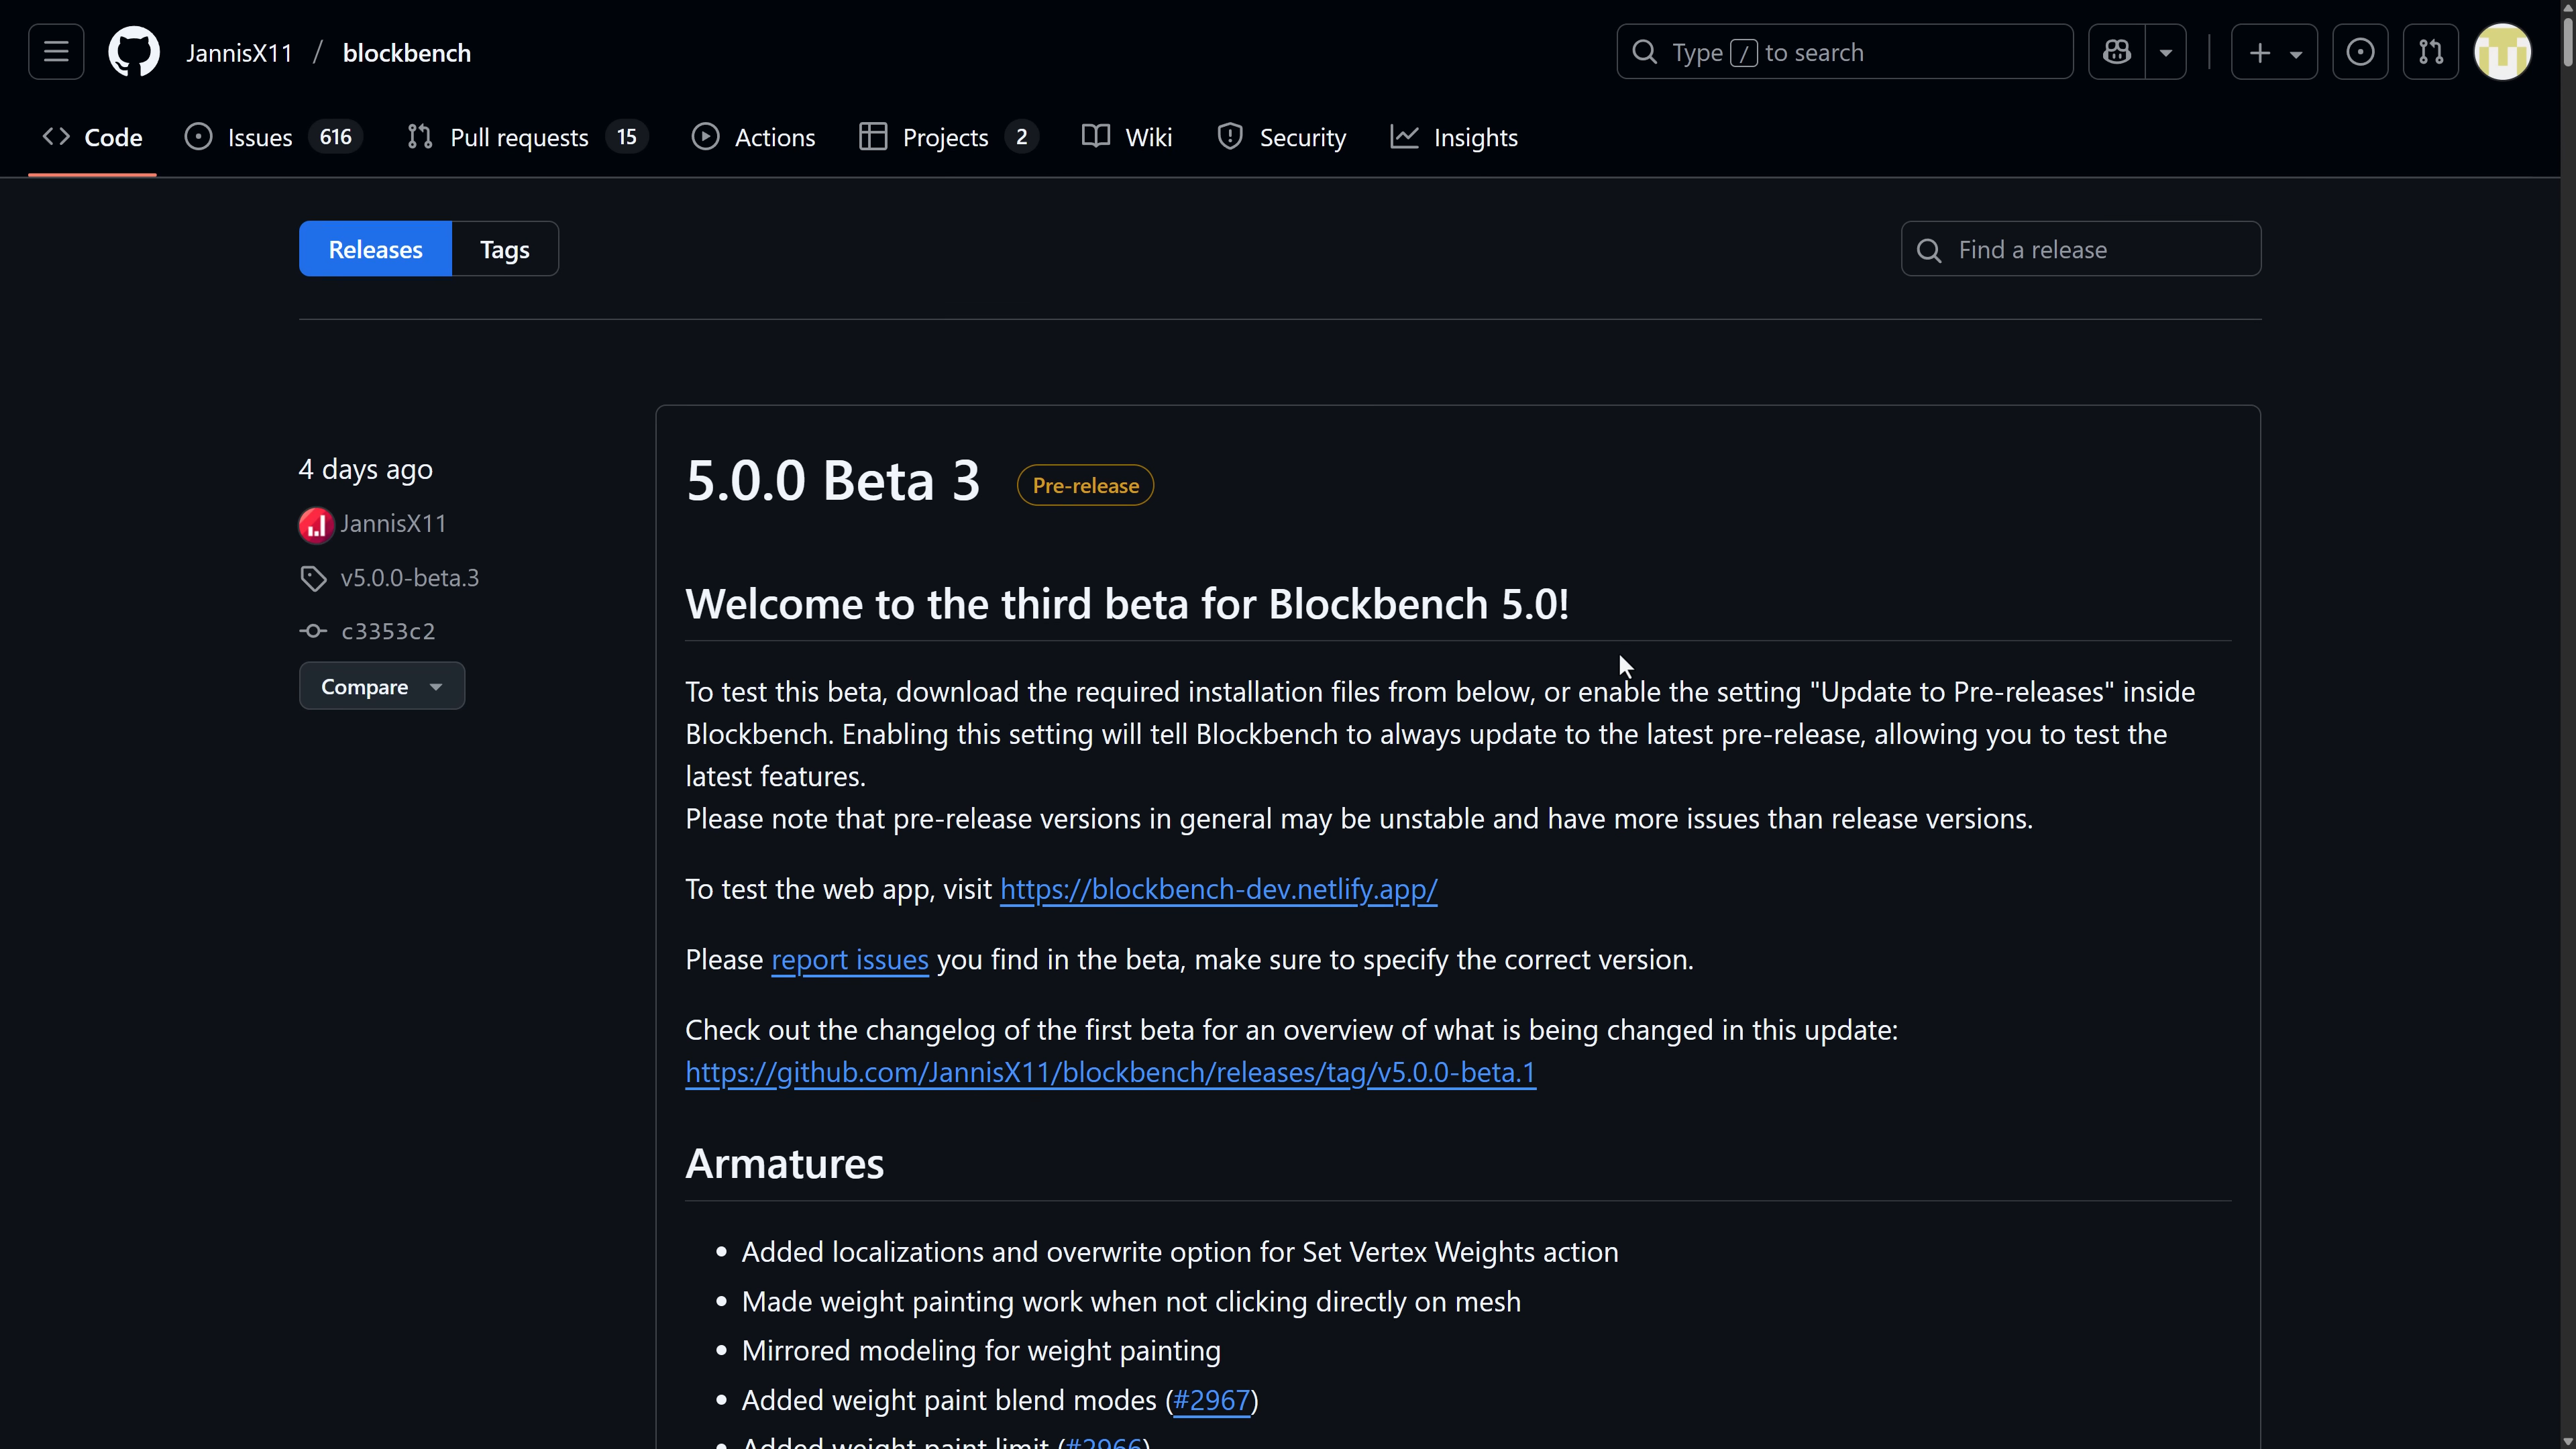 JannisX11 / blockbench
Type / to search
Code
Issues 616
Pull requests 15
Actions
Projects 2
Wiki
Security
Insights
Releases
Tags
Find a release
4 days ago
JannisX11
v5.0.0-beta.3
c3353c2
Compare
5.0.0 Beta 3
Pre-release
Welcome to the third beta for Blockbench 5.0!
To test this beta, download the required installation files from below, or enable the setting "Update to Pre-releases" inside
Blockbench. Enabling this setting will tell Blockbench to always update to the latest pre-release, allowing you to test the
latest features.
Please note that pre-release versions in general may be unstable and have more issues than release versions.
To test the web app, visit https://blockbench-dev.netlify.app/
Please report issues you find in the beta, make sure to specify the correct version.
Check out the changelog of the first beta for an overview of what is being changed in this update:
https://github.com/JannisX11/blockbench/releases/tag/v5.0.0-beta.1
Armatures
• Added localizations and overwrite option for Set Vertex Weights action
• Made weight painting work when not clicking directly on mesh
• Mirrored modeling for weight painting
• Added weight paint blend modes (#2967)
• Added weight paint limit (#2966)